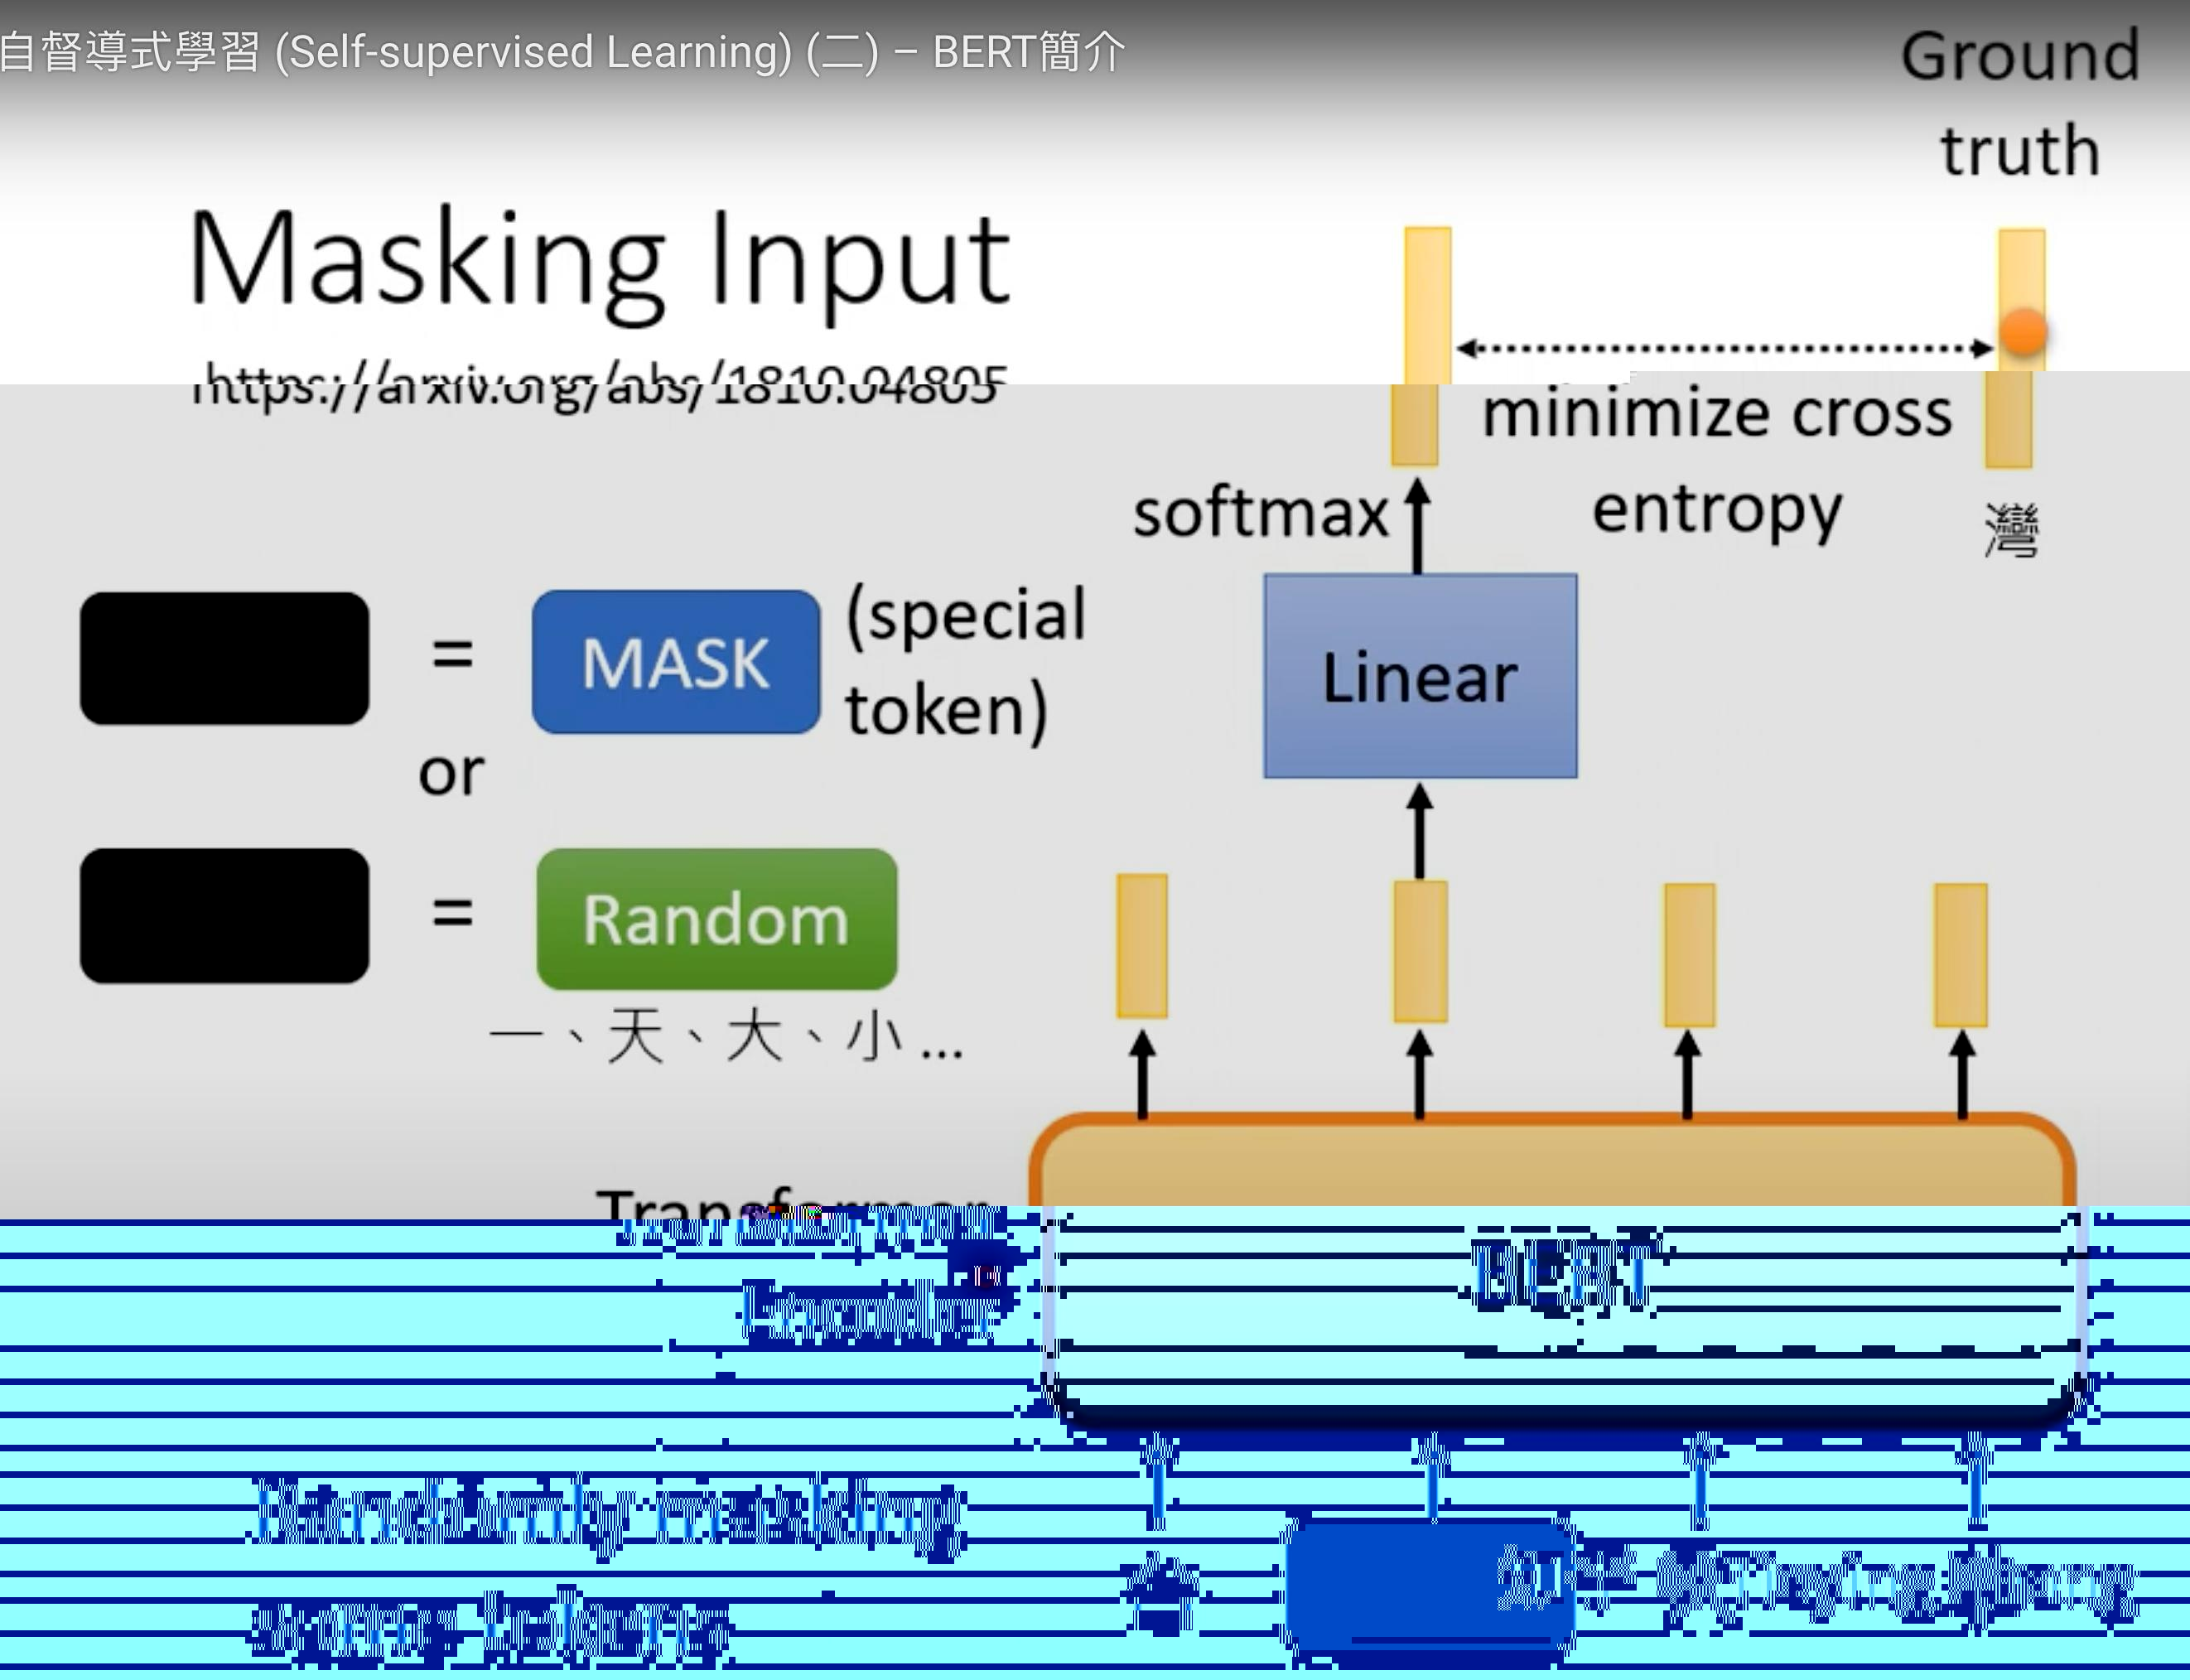 自督導式學習 (Self-supervised Learning) (二) – BERT簡介
Ground
truth
Masking Input
https://arxiv.org/abs/1810.04805
minimize cross
entropy
softmax
灣
MASK
(special
token)
=
Linear
or
=
Random
一、天、大、小 ...
Transformer
Encoder
BERT
Randomly masking
some tokens
台